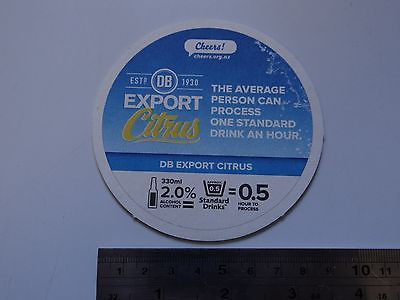 Cheers!
cheers.org.nz
ESTD DB 1930
EXPORT
Citrus
THE AVERAGE
PERSON CAN
PROCESS
ONE STANDARD
DRINK AN HOUR.
DB EXPORT CITRUS
330ml
2.0%
ALCOHOL
CONTENT
0.5
Standard
Drinks
= 0.5
HOUR TO
PROCESS
1 2 3 4 5 6 7 8 9 10 11